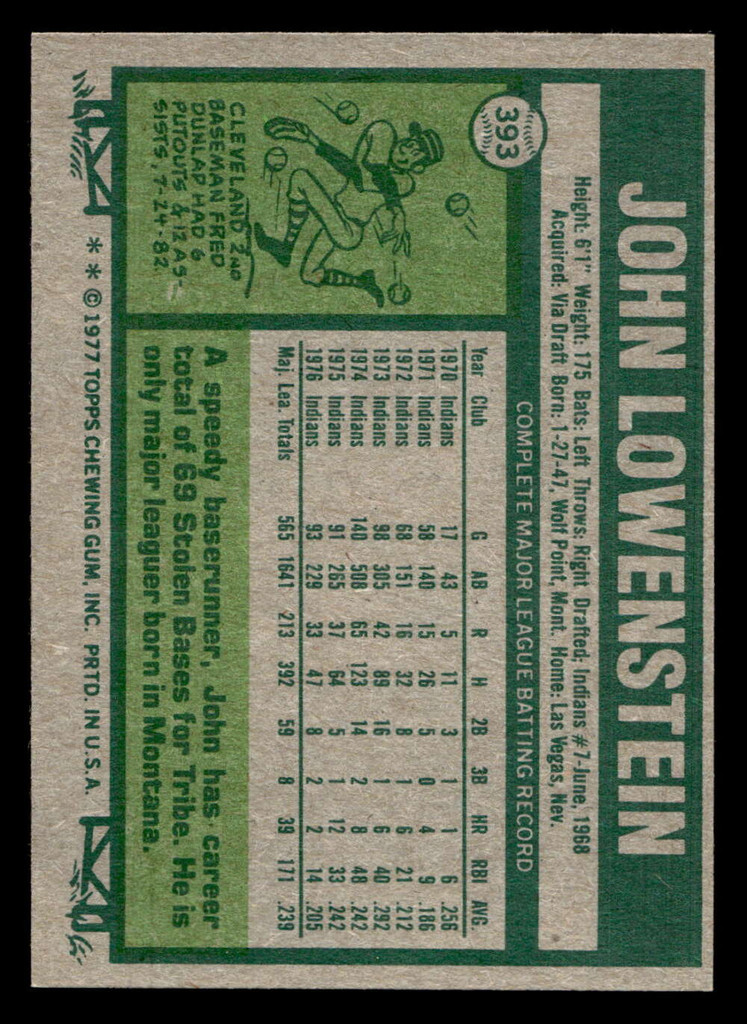 393
JOHN LOWENSTEIN
Height: 6'1" Weight: 175 Bats: Left Throws: Right Drafted: Indians #7-June, 1968
Acquired: Via Draft Born: 1-27-47, Wolf Point, Mont. Home: Las Vegas, Nev.
COMPLETE MAJOR LEAGUE BATTING RECORD
Year Club G AB R H 2B 3B HR RBI AVG.
1970 Indians 17 43 5 11 3 1 1 6 .256
1971 Indians 58 140 15 26 5 0 4 9 .186
1972 Indians 68 151 16 32 8 1 6 21 .212
1973 Indians 98 305 42 89 16 1 6 40 .292
1974 Indians 140 508 65 123 14 2 8 48 .242
1975 Indians 91 265 37 64 5 1 12 33 .242
1976 Indians 93 229 33 47 8 2 2 14 .205
Maj. Lea. Totals 565 1641 213 392 59 8 39 171 .239
CLEVELAND 2ND
BASEMAN FRED
DUNLAP HAD 6
PUTOUTS & 12 AS-
SISTS, 7-24-82.
A speedy baserunner, John has career
total of 69 Stolen Bases for Tribe. He is
only major leaguer born in Montana.
* * © 1977 TOPPS CHEWING GUM, INC. PRTD. IN U.S.A.